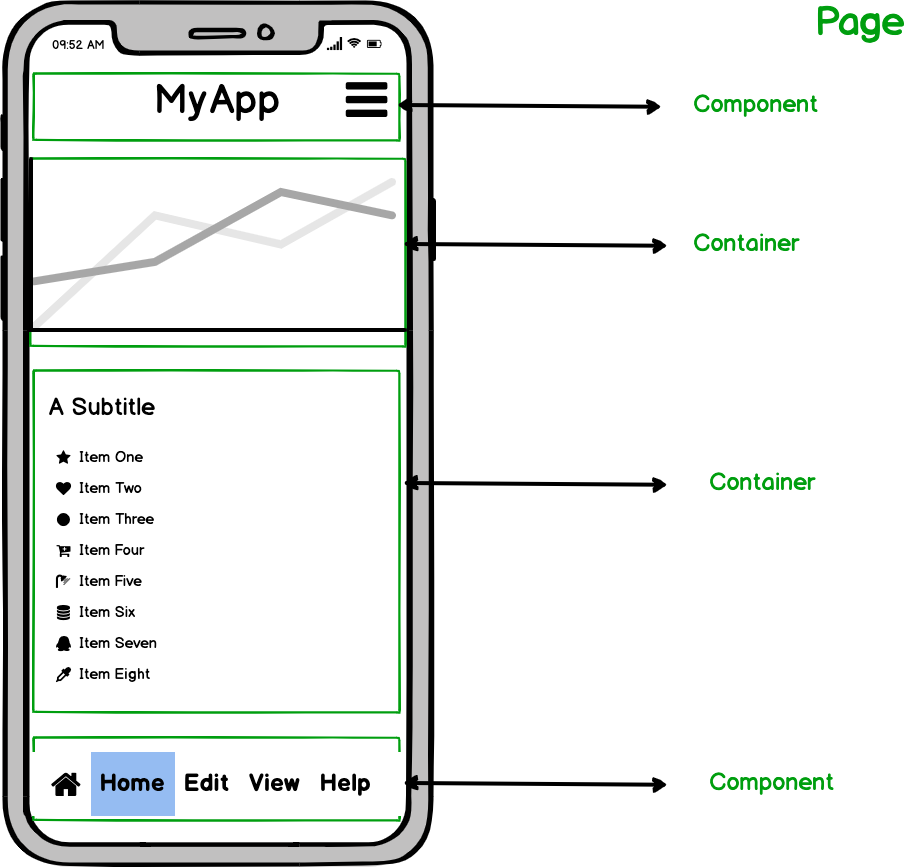 Page
09:52 AM
MyApp
Component
Container
A Subtitle
Item One
Item Two
Container
Item Three
Item Four
Item Five
Item Six
Item Seven
Item Eight
Home Edit View Help
Component